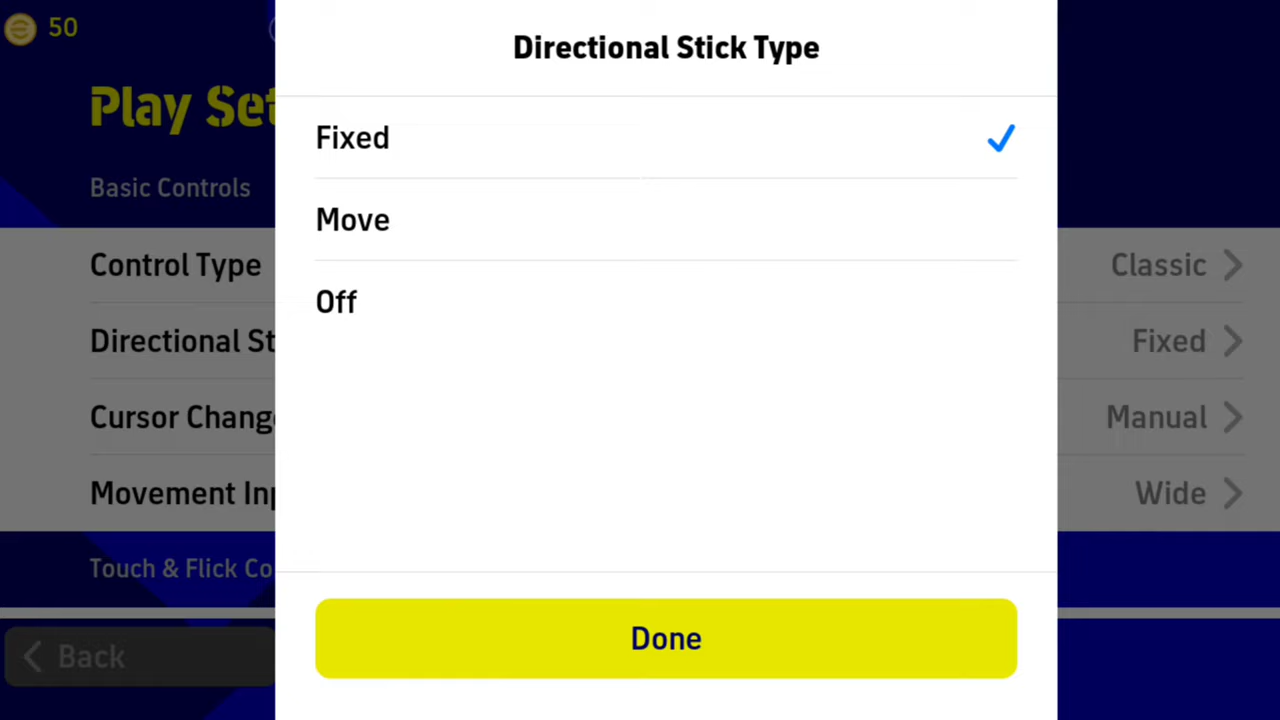 50
Directional Stick Type
Play Set
Fixed
Basic Controls
Move
Control Type
Classic
Off
Directional St
Fixed
Cursor Change
Manual
Movement Inp
Wide
Touch & Flick Co
Done
Back